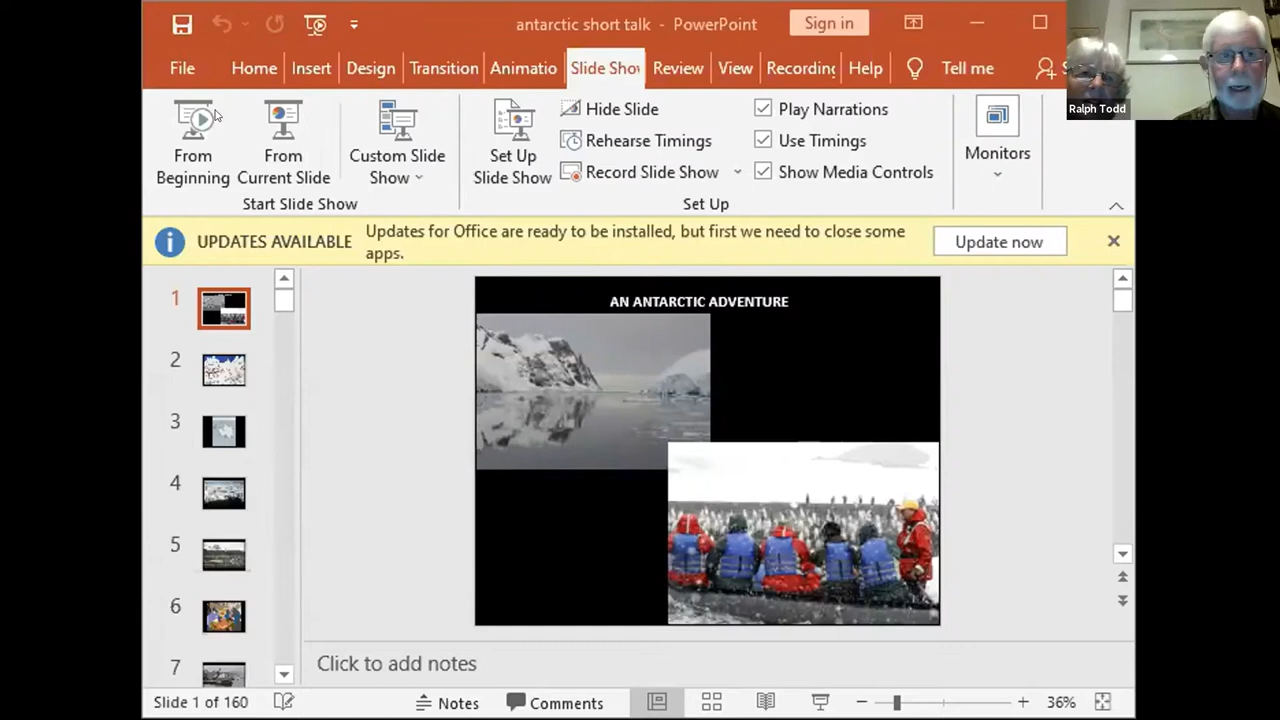 antarctic short talk - PowerPoint
Sign in
File Home Insert Design Transition Animatio Slide Shov Review View Recording Help Tell me
Ralph Todd
From Beginning
From Current Slide
Custom Slide Show
Start Slide Show
Set Up Slide Show
Hide Slide
Rehearse Timings
Record Slide Show
Play Narrations
Use Timings
Show Media Controls
Set Up
Monitors
UPDATES AVAILABLE
Updates for Office are ready to be installed, but first we need to close some
apps.
Update now
1
2
3
4
5
6
7
AN ANTARCTIC ADVENTURE
Click to add notes
Slide 1 of 160
Notes
Comments
36%